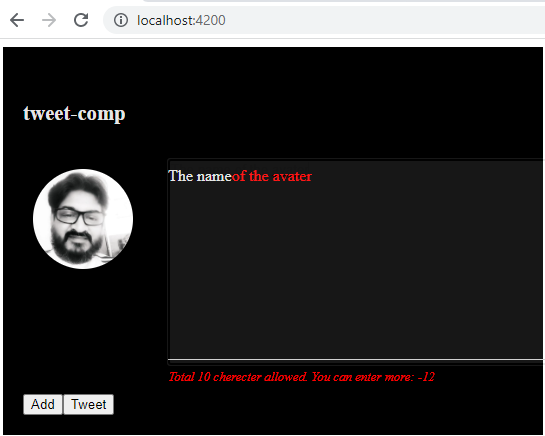 localhost:4200
tweet-comp
The nameof the avater
Total 10 cherecter allowed. You can enter more: -12
Add Tweet